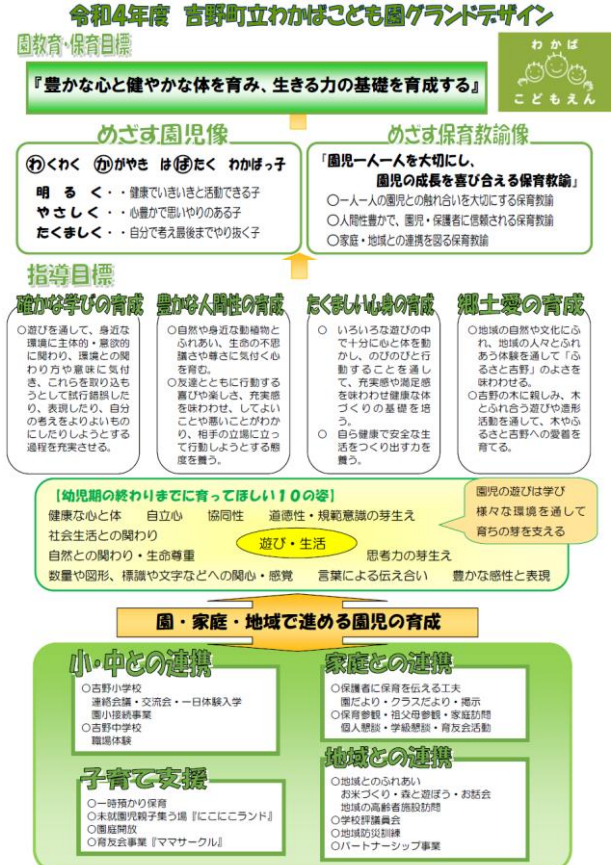 令和4年度 吉野町立わかばこども園グランドデザイン
園教育・保育目標
わかば
こどもえん
『豊かな心と健やかな体を育み、生きる力の基礎を育成する』
めざす園児像
わくわく かがやき はばたく わかばっ子
明るく・・健康でいきいきと活動できる子
やさしく・・心豊かで思いやりのある子
たくましく・・自分で考え最後までやり抜く子
めざす保育教諭像
「園児一人一人を大切にし、
園児の成長を喜び合える保育教諭」
○一人一人の園児との触れ合いを大切にする保育教諭
○人間性豊かで、園児・保護者に信頼される保育教諭
○家庭・地域との連携を図る保育教諭
指導目標
確かな学びの育成
○遊びを通して、身近な
環境に主体的・意欲的
に関わり、環境との関
わり方や意味に気付
き、これらを取り込も
うとして試行錯誤した
り、表現したり、自分
の考えをよりよいもの
にしたりしようとする
過程を充実させる。
豊かな人間性の育成
○自然や身近な動植物と
ふれあい、生命の不思
議さや尊さに気付く心
を育む。
○友達とともに行動する
喜びや楽しさ、充実感
を味わわせ、してよい
ことや悪いことがわか
り、相手の立場に立っ
て行動しようとする態
度を養う。
たくましい心身の育成
○ いろいろな遊びの中
で十分に心と体を動
かし、のびのびと行
動することを通し
て、充実感や満足感
を味わわせ健康な体
づくりの基礎を培
う。
○ 自ら健康で安全な生
活をつくり出す力を
養う。
郷土愛の育成
○地域の自然や文化にふ
れ、地域の人々とふれ
あう体験を通して「ふ
るさと吉野」のよさを
味わわせる。
○吉野の木に親しみ、木
とふれ合う遊びや造形
活動を通して、木やふ
るさと吉野への愛着を
育てる。
【幼児期の終わりまでに育ってほしい10の姿】
健康な心と体 自立心 協同性 道徳性・規範意識の芽生え
社会生活との関わり
遊び・生活
自然との関わり・生命尊重 思考力の芽生え
数量や図形、標識や文字などへの関心・感覚 言葉による伝え合い 豊かな感性と表現
園児の遊びは学び
様々な環境を通して
育ちの芽を支える
園・家庭・地域で進める園児の育成
小・中との連携
○吉野小学校
連絡会議・交流会・一日体験入学
園小接続事業
○吉野中学校
職場体験
家庭との連携
○保護者に保育を伝える工夫
園だより・クラスだより・掲示
○保育参観・祖父母参観・家庭訪問
個人懇談・学級懇談・育友会活動
子育て支援
○一時預かり保育
○未就園児親子集う場『にこにこランド』
○園庭開放
○育友会事業『ママサークル』
地域との連携
○地域とのふれあい
お米づくり・森と遊ぼう・お話会
地域の高齢者施設訪問
○学校評議員会
○地域防災訓練
○パートナーシップ事業